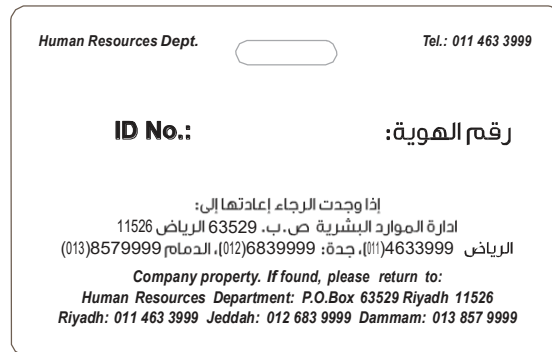 Human Resources Dept.
Tel.: 011 463 3999
ID No.:
رقم الهوية:
إذا وجدت الرجاء إعادتها إلى:
ادارة الموارد البشرية ص.ب. 63529 الرياض 11526
الرياض 4633999(011)، جدة: 6839999(012)، الدمام 8579999(013)
Company property. If found, please return to:
Human Resources Department: P.O.Box 63529 Riyadh 11526
Riyadh: 011 463 3999 Jeddah: 012 683 9999 Dammam: 013 857 9999